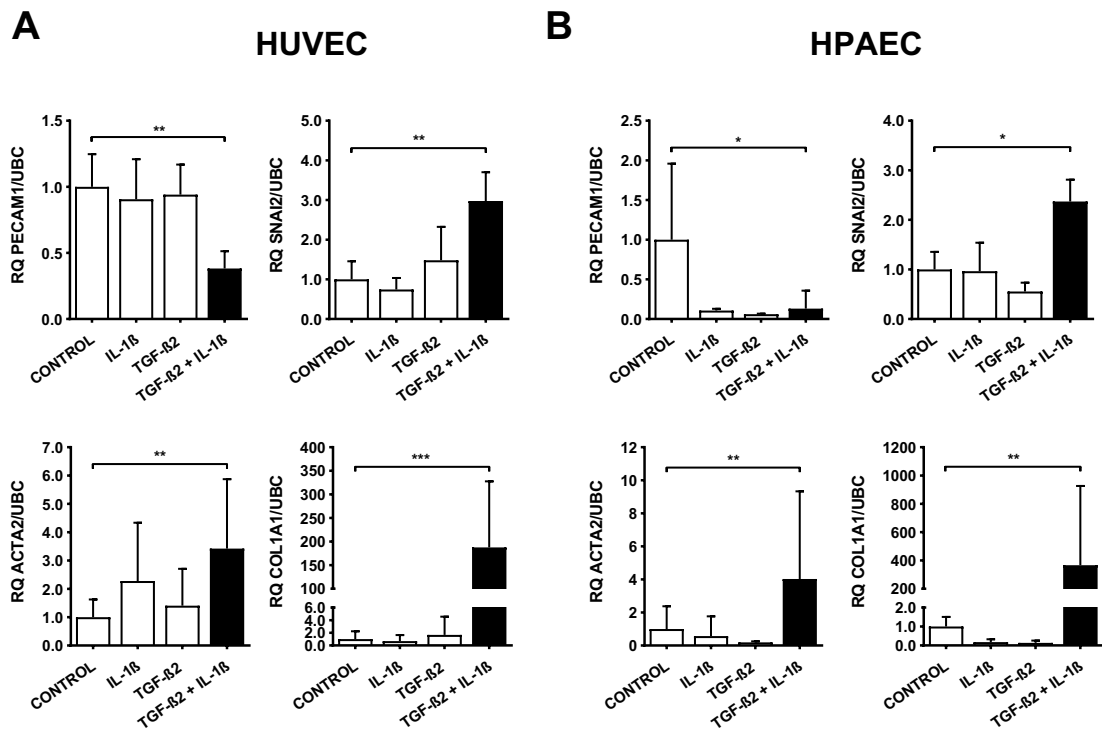 A
HUVEC
B
HPAEC
RQ PECAM1/UBC
1.5
1.0
0.5
0.0
**
CONTROL
IL-1ß
TGF-ß2
TGF-ß2 + IL-1ß
RQ SNAI2/UBC
5.0
4.0
3.0
2.0
1.0
0.0
**
CONTROL
IL-1ß
TGF-ß2
TGF-ß2 + IL-1ß
RQ PECAM1/UBC
2.5
2.0
1.5
1.0
0.5
0.0
*
CONTROL
IL-1ß
TGF-ß2
TGF-ß2 + IL-1ß
RQ SNAI2/UBC
4.0
3.0
2.0
1.0
0.0
*
CONTROL
IL-1ß
TGF-ß2
TGF-ß2 + IL-1ß
RQ ACTA2/UBC
7.0
6.0
5.0
4.0
3.0
2.0
1.0
0.0
**
CONTROL
IL-1ß
TGF-ß2
TGF-ß2 + IL-1ß
RQ COL1A1/UBC
400
350
300
250
200
150
100
6.0
4.0
2.0
0.0
***
CONTROL
IL-1ß
TGF-ß2
TGF-ß2 + IL-1ß
RQ ACTA2/UBC
12
10
8
6
4
2
0
**
CONTROL
IL-1ß
TGF-ß2
TGF-ß2 + IL-1ß
RQ COL1A1/UBC
1200
1000
800
600
400
200
2.0
1.0
0.0
**
CONTROL
IL-1ß
TGF-ß2
TGF-ß2 + IL-1ß